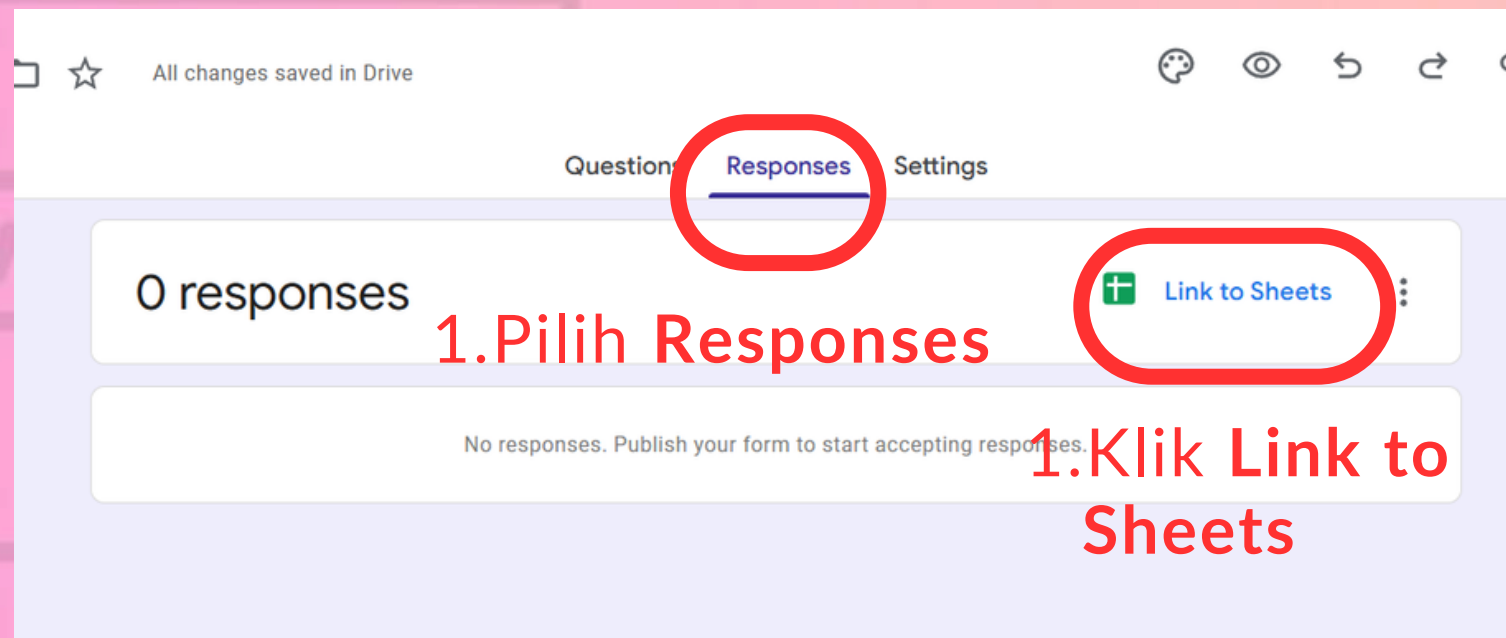 All changes saved in Drive
Questions Responses Settings
0 responses
Link to Sheets
1.Pilih Responses
No responses. Publish your form to start accepting responses.
1.Klik Link to
Sheets